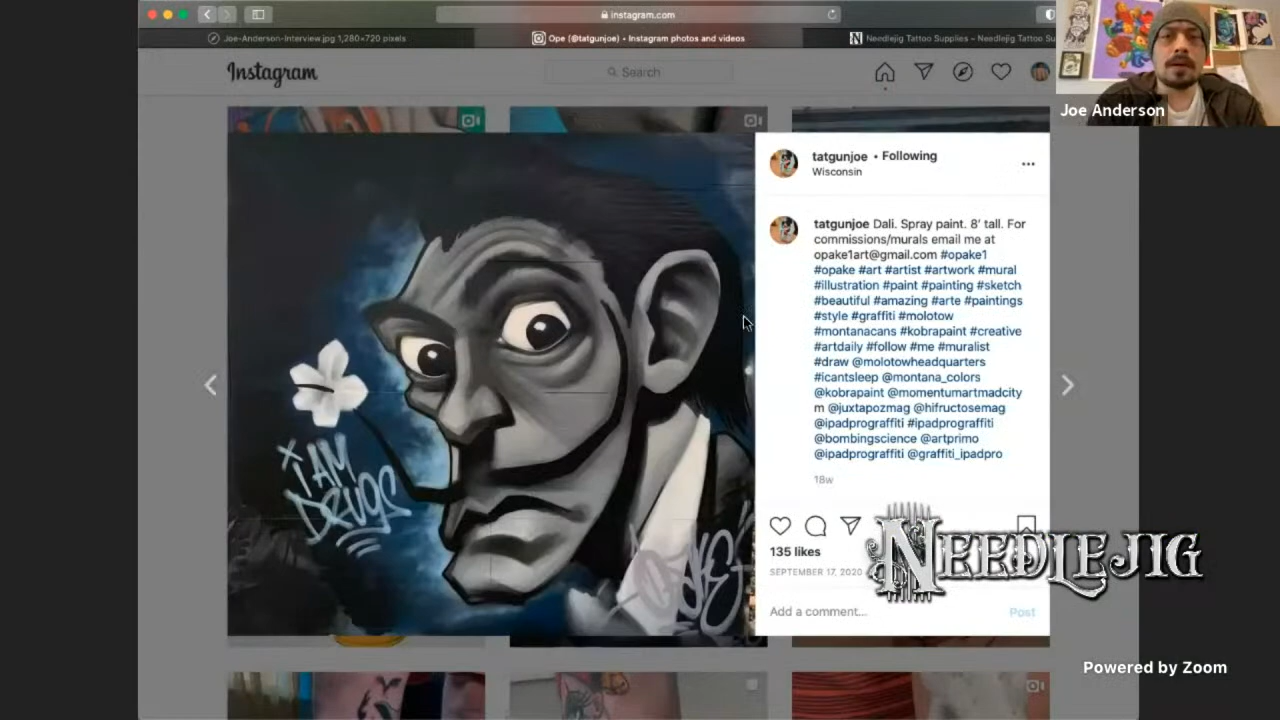 instagram.com
Joe-Anderson-Interview.jpg 1,280×720 pixels
Ope (@tatgunjoe) • Instagram photos and videos
Needlejig Tattoo Supplies – Needlejig Tattoo Su
Instagram
Search
Joe Anderson
tatgunjoe • Following
Wisconsin
tatgunjoe Dali. Spray paint. 8’ tall. For
commissions/murals email me at
opake1art@gmail.com #opake1
#opake #art #artist #artwork #mural
#illustration #paint #painting #sketch
#beautiful #amazing #arte #paintings
#style #graffiti #molotow
#montanacans #kobrapaint #creative
#artdaily #follow #me #muralist
#draw @molotowheadquarters
#icantsleep @montana_colors
@kobrapaint @momentumartmadcity
m @juxtapozmag @hifructosemag
@ipadprograffiti #ipadprograffiti
@bombingscience @artprimo
@ipadprograffiti @graffiti_ipadpro
18w
I AM
DRUGS
135 likes
SEPTEMBER 17, 2020
NEEDLEJIG
Add a comment... Post
Powered by Zoom